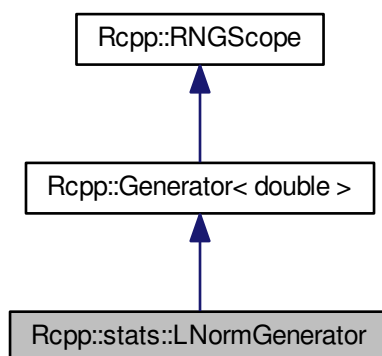 Rcpp::RNGScope
Rcpp::Generator< double >
Rcpp::stats::LNormGenerator